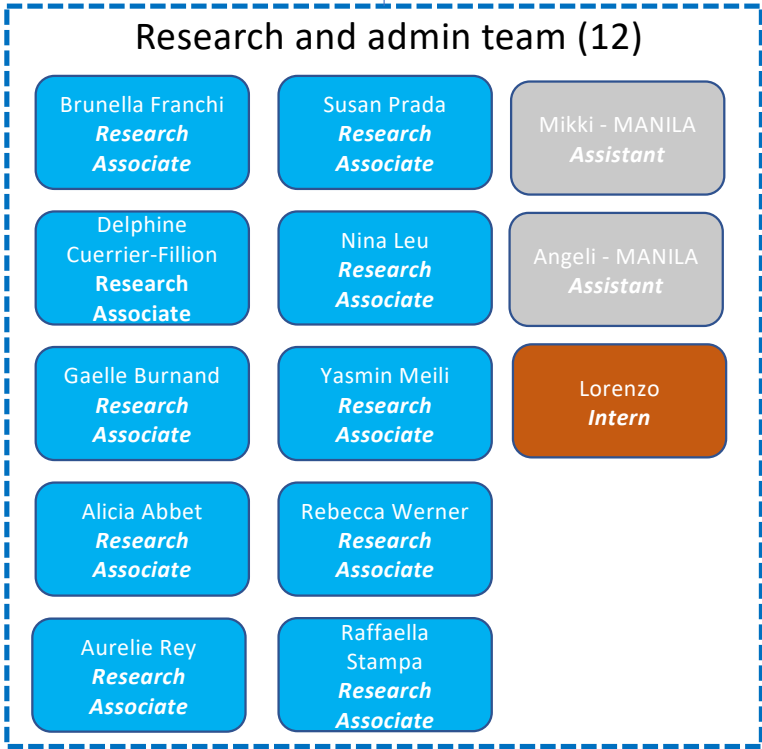 Research and admin team (12)
Brunella Franchi
Research
Associate
Susan Prada
Research
Associate
Mikki - MANILA
Assistant
Delphine
Cuerrier-Fillion
Research
Associate
Nina Leu
Research
Associate
Angeli - MANILA
Assistant
Gaelle Burnand
Research
Associate
Yasmin Meili
Research
Associate
Lorenzo
Intern
Alicia Abbet
Research
Associate
Rebecca Werner
Research
Associate
Aurelie Rey
Research
Associate
Raffaella
Stampa
Research
Associate